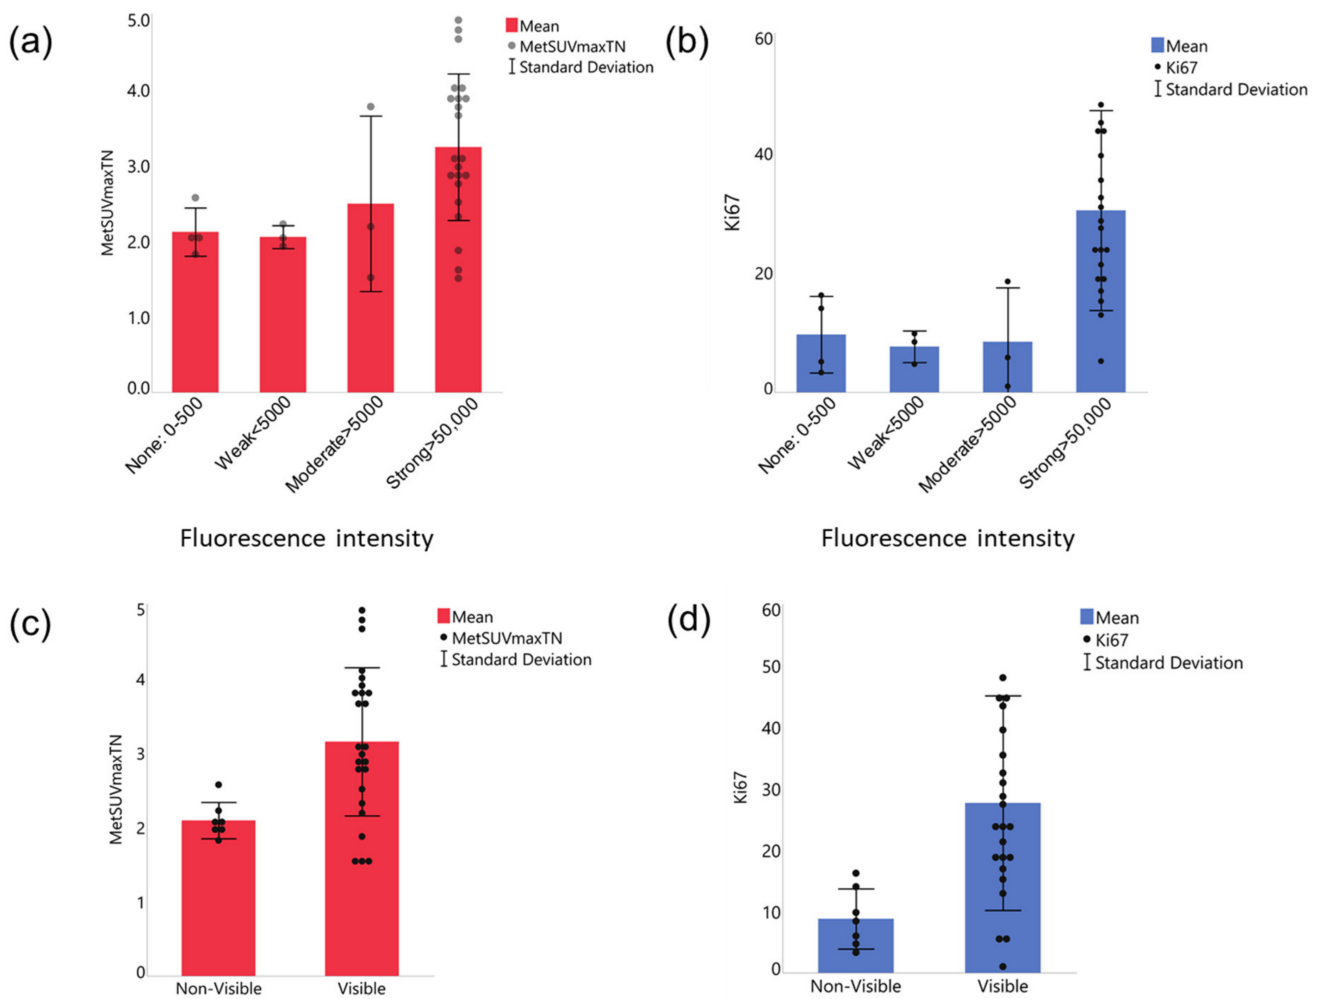 (a)
5.0
4.0
3.0
2.0
1.0
0.0
MetSUVmaxTN
Mean
MetSUVmaxTN
Standard Deviation
None: 0-500
Weak<5000
Moderate>5000
Strong>50,000
Fluorescence intensity
(b)
60
40
20
0
Ki67
Mean
Ki67
Standard Deviation
None: 0-500
Weak<5000
Moderate>5000
Strong>50,000
Fluorescence intensity
(c)
5
4
3
2
1
0
MetSUVmaxTN
Mean
MetSUVmaxTN
Standard Deviation
Non-Visible
Visible
(d)
60
50
40
30
20
10
0
Ki67
Mean
Ki67
Standard Deviation
Non-Visible
Visible